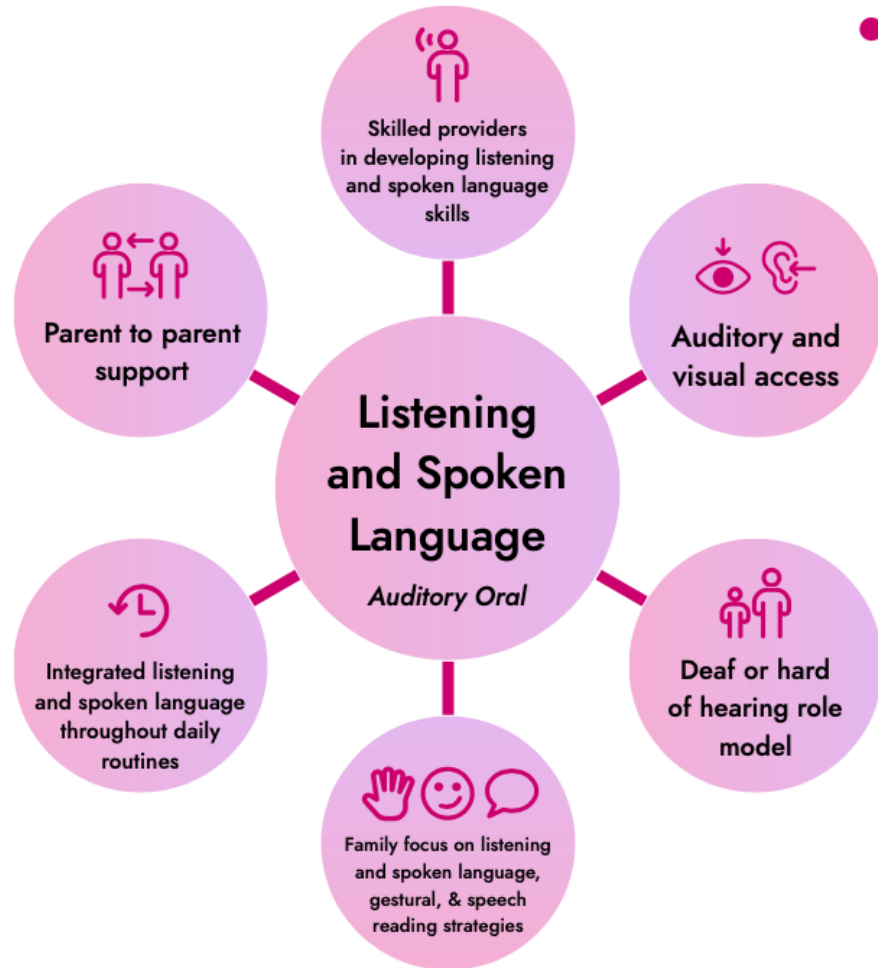 Skilled providers
in developing listening
and spoken language
skills
Parent to parent
support
Auditory and
visual access
Listening
and Spoken
Language
Auditory Oral
Integrated listening
and spoken language
throughout daily
routines
Deaf or hard
of hearing role
model
Family focus on listening
and spoken language,
gestural, & speech
reading strategies